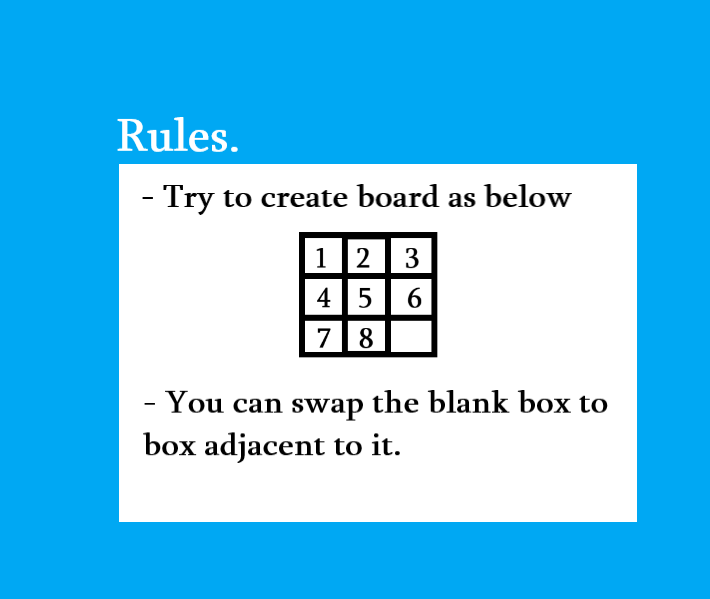 Rules.
- Try to create board as below
1 2 3
4 5 6
7 8
- You can swap the blank box to
box adjacent to it.